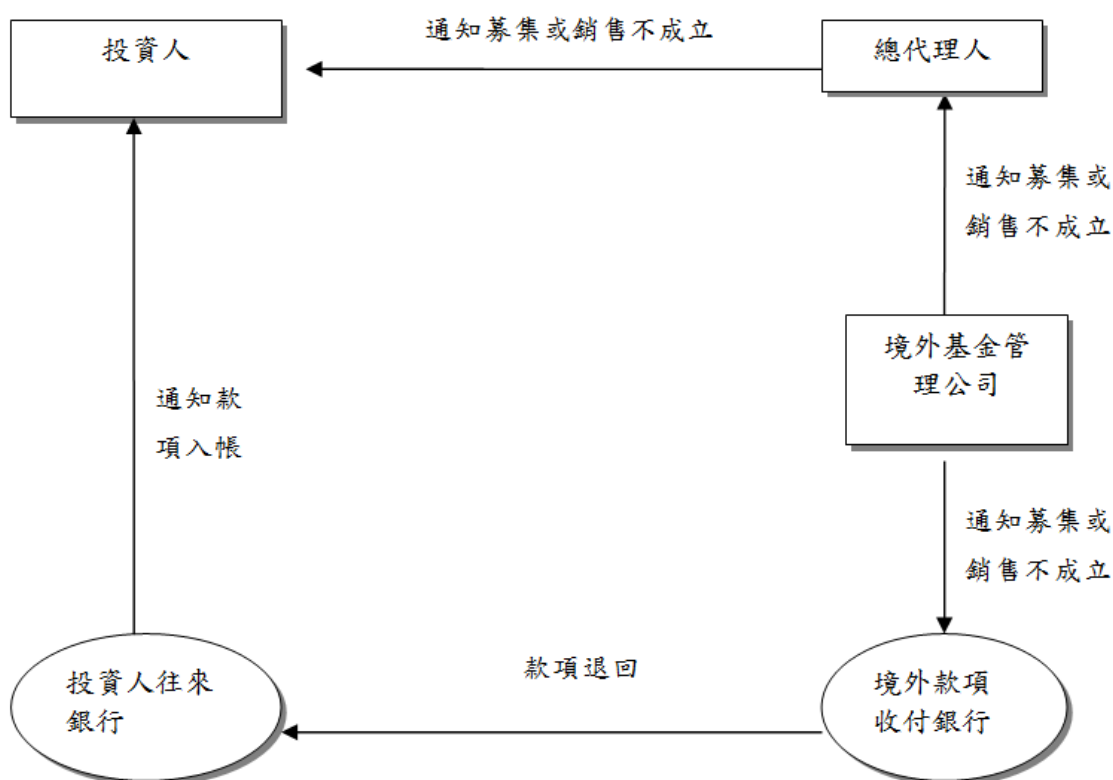 投資人
通知募集或銷售不成立
總代理人
通知募集或
銷售不成立
境外基金管
理公司
通知款
項入帳
通知募集或
銷售不成立
投資人往來
銀行
款項退回
境外款項
收付銀行